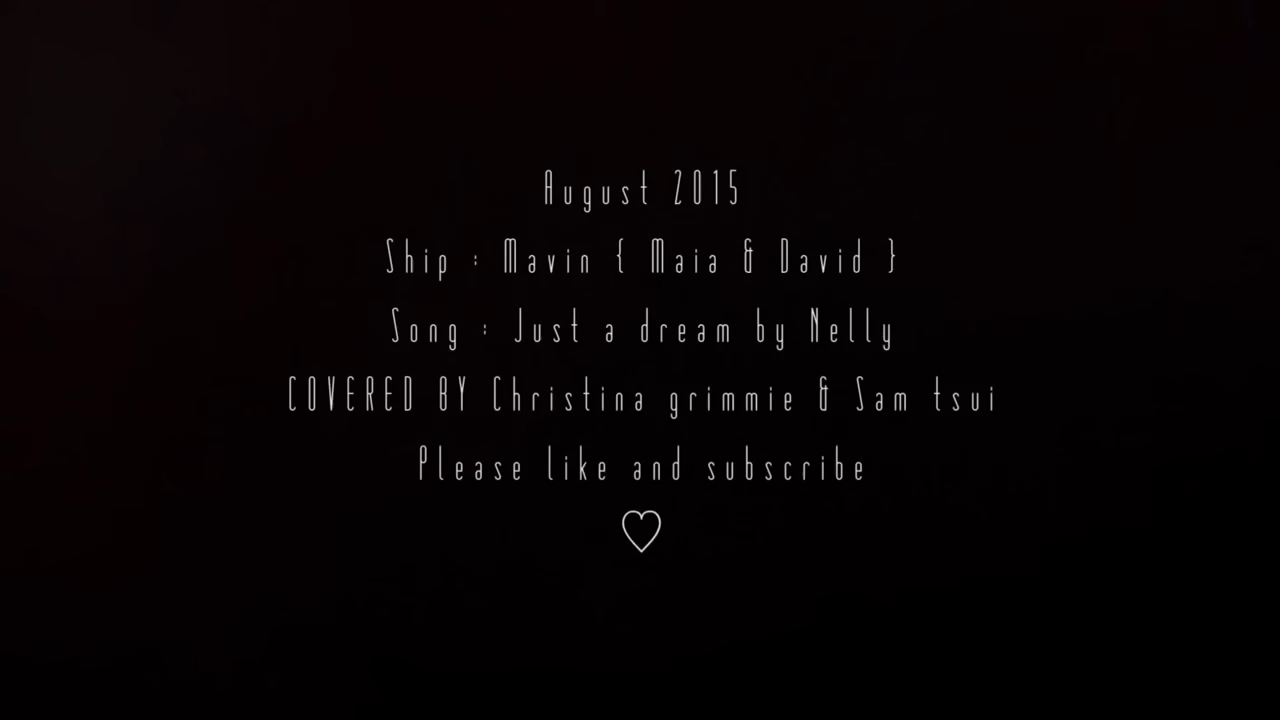 August 2015
Ship : Mavin { Maia & David }
Song : Just a dream by Nelly
COVERED BY Christina grimmie & Sam tsui
Please like and subscribe
♡